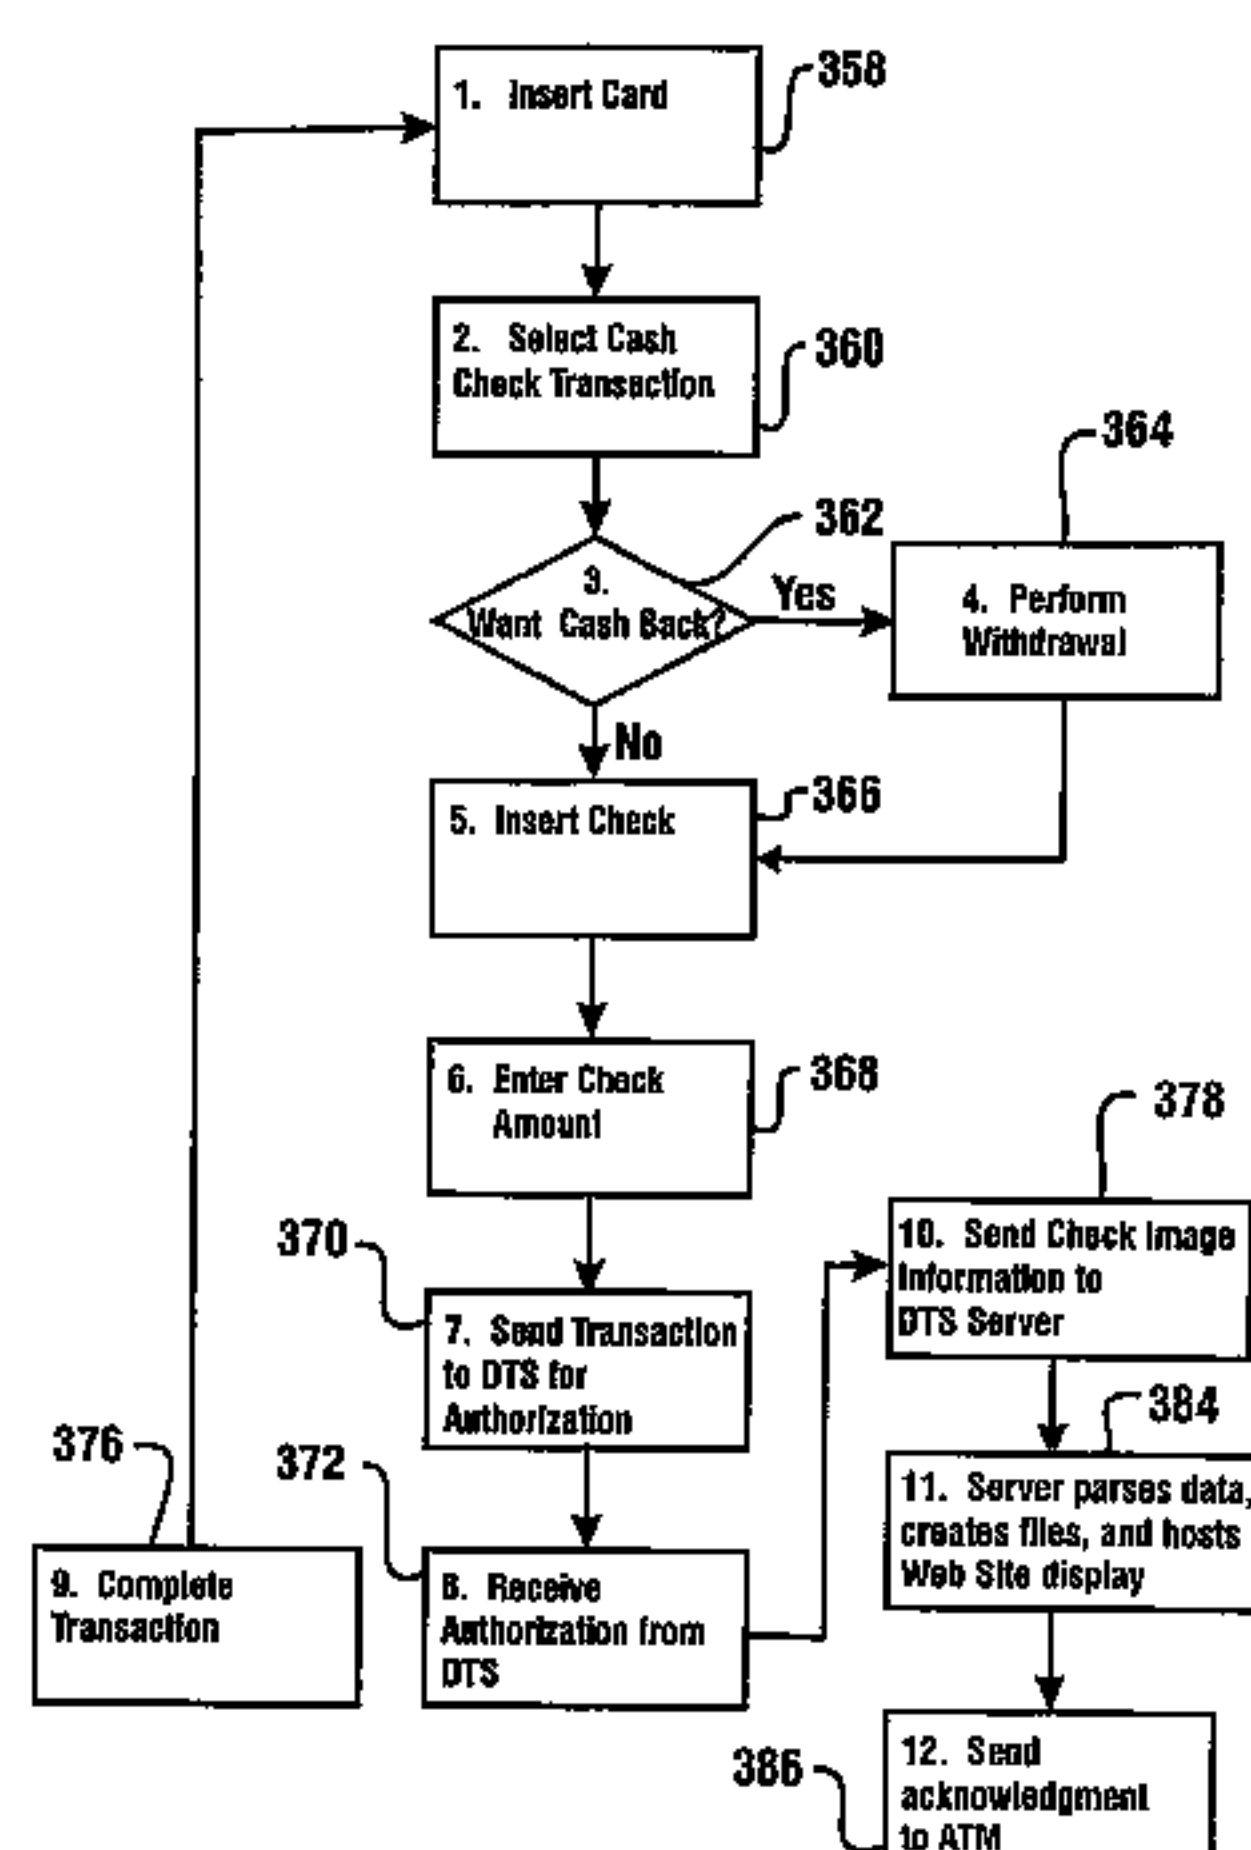 1. Insert Card
358
2. Select Cash
Check Transaction
360
364
362
3.
Want Cash Back?
Yes
4. Perform
Withdrawal
No
366
5. Insert Check
6. Enter Check
Amount
368
378
370
10. Send Check Image
Information to
DTS Server
7. Send Transaction
to DTS for
Authorization
384
376
372
11. Server parses data,
creates files, and hosts
Web Site display
9. Complete
Transaction
8. Receive
Authorization from
DTS
386
12. Send
acknowledgment
to ATM